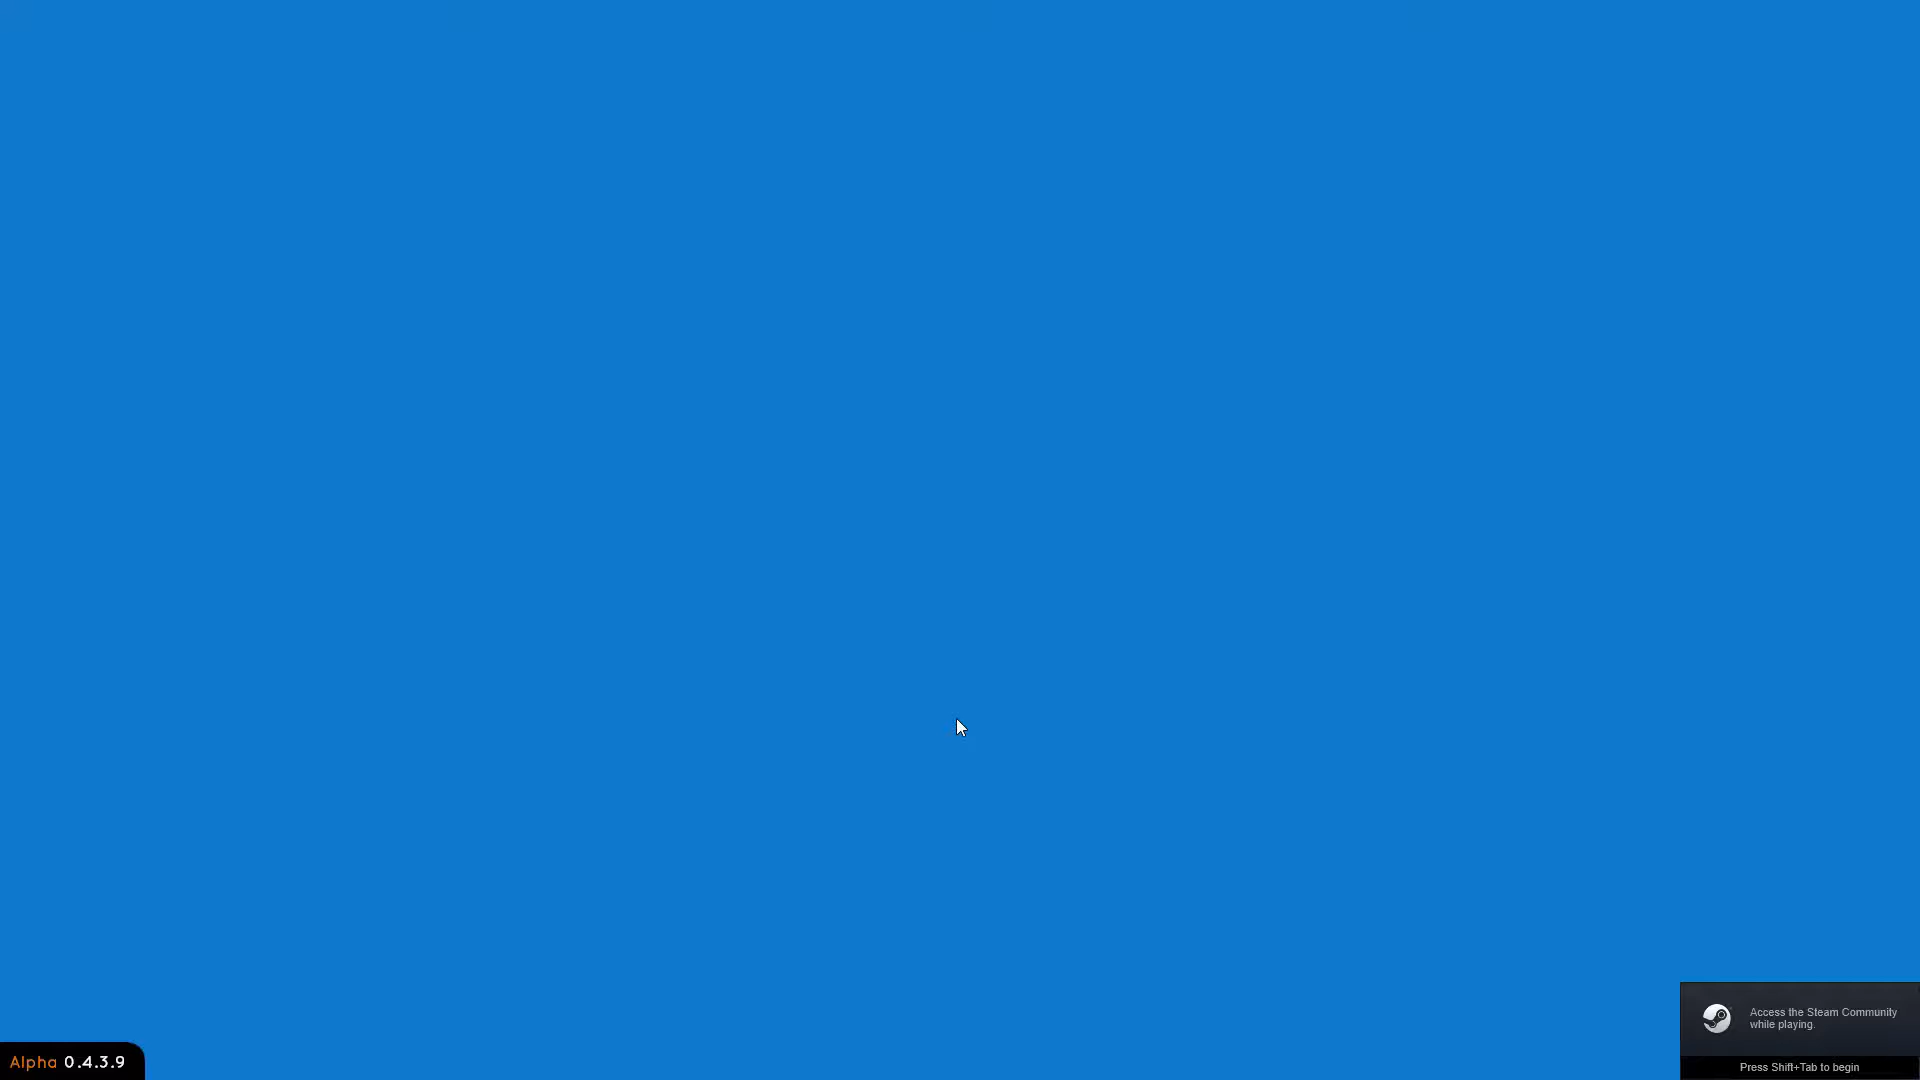 Access the Steam Community
while playing.
Alpha 0.4.3.9
Press Shift+Tab to begin